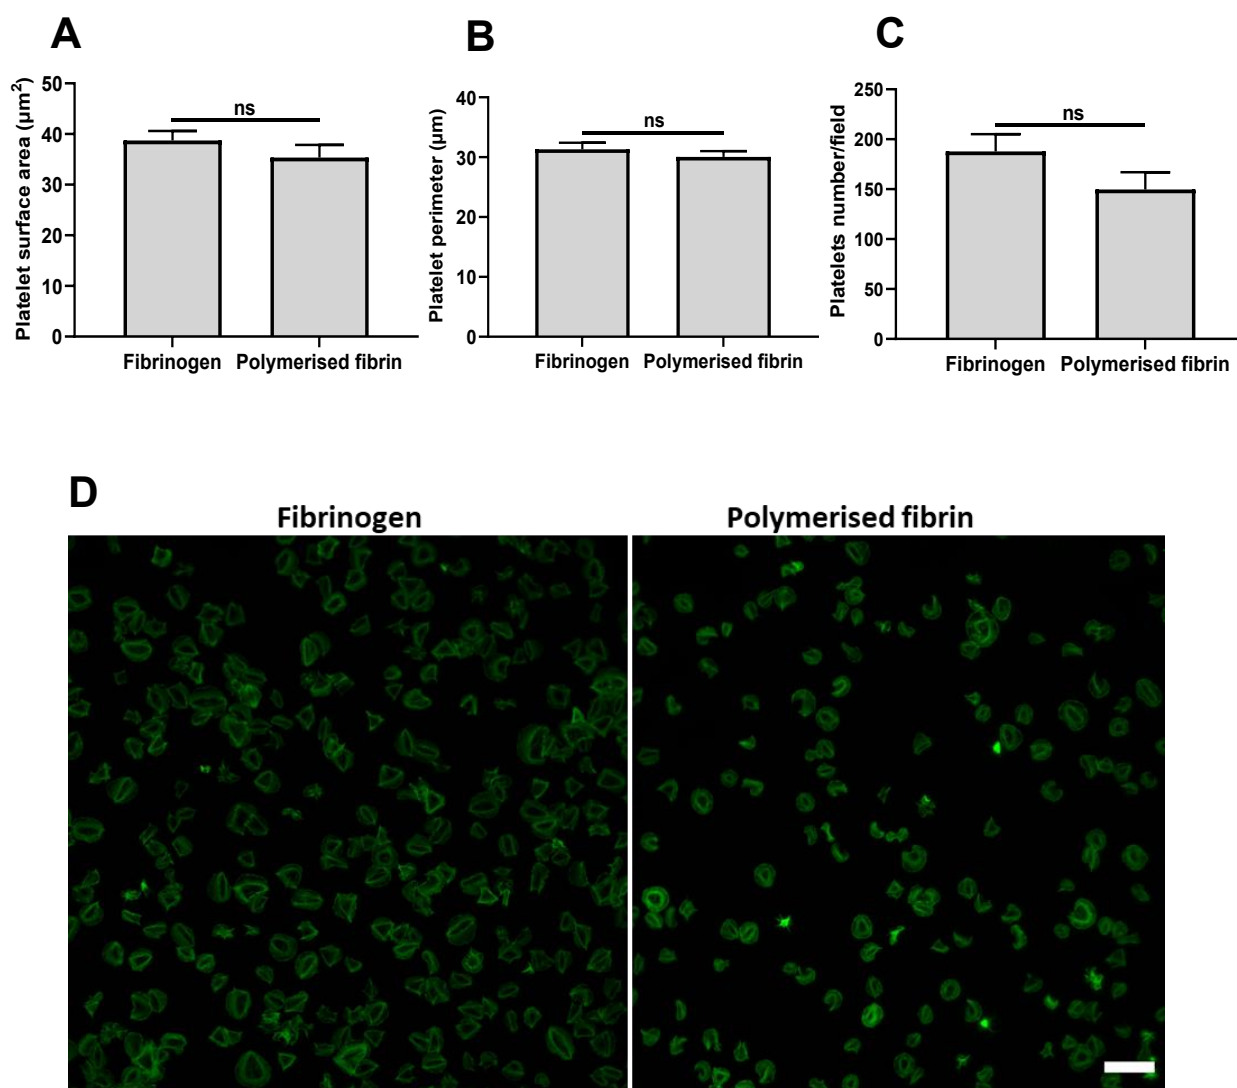 A
Platelet surface area (µm²)
50
40
30
20
10
0
ns
Fibrinogen
Polymerised fibrin
B
Platelet perimeter (µm)
40
30
20
10
0
ns
Fibrinogen
Polymerised fibrin
C
Platelets number/field
250
200
150
100
50
0
ns
Fibrinogen
Polymerised fibrin
D
Fibrinogen
Polymerised fibrin